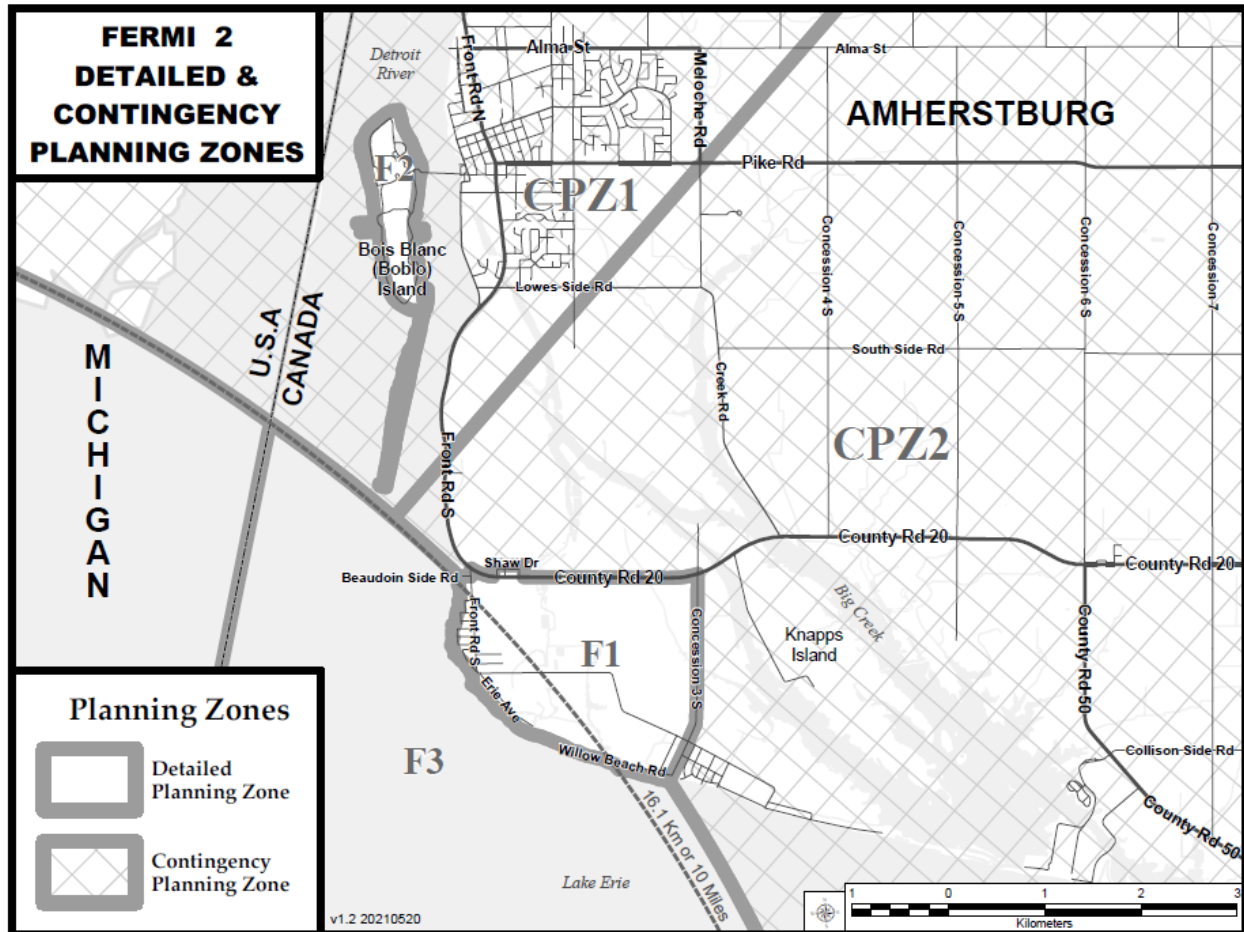 FERMI 2
DETAILED &
CONTINGENCY
PLANNING ZONES
Detroit
River
Front Rd N
Alma St
Meloche Rd
Alma St
AMHERSTBURG
Pike Rd
F2
CPZ1
Bois Blanc
(Boblo)
Island
Lowes Side Rd
Concession 4 S
Concession 5 S
Concession 6 S
Concession 7
U.S.A
CANADA
MICHIGAN
South Side Rd
Creek Rd
CPZ2
Front Rd S
County Rd 20
Shaw Dr
Beaudoin Side Rd
County Rd 20
County Rd 20
Big Creek
Front Rd S
F1
Concession 3 S
Knapps
Island
County Rd 50
Erie Ave
Willow Beach Rd
F3
Collison Side Rd
County Rd 50
16.1 Km or 10 Miles
Lake Erie
Planning Zones
Detailed
Planning Zone
Contingency
Planning Zone
v1.2 20210520
1 0 1 2 3
Kilometers